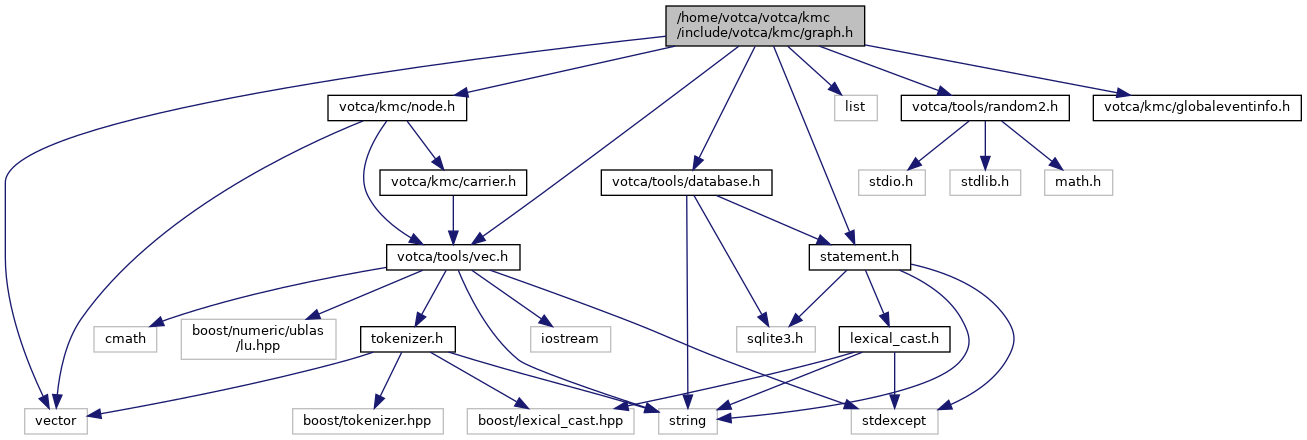 /home/votca/votca/kmc
/include/votca/kmc/graph.h
votca/kmc/node.h
list
votca/tools/random2.h
votca/kmc/globaleventinfo.h
votca/kmc/carrier.h
votca/tools/database.h
stdio.h
stdlib.h
math.h
votca/tools/vec.h
statement.h
cmath
boost/numeric/ublas
/lu.hpp
tokenizer.h
iostream
sqlite3.h
lexical_cast.h
vector
boost/tokenizer.hpp
boost/lexical_cast.hpp
string
stdexcept